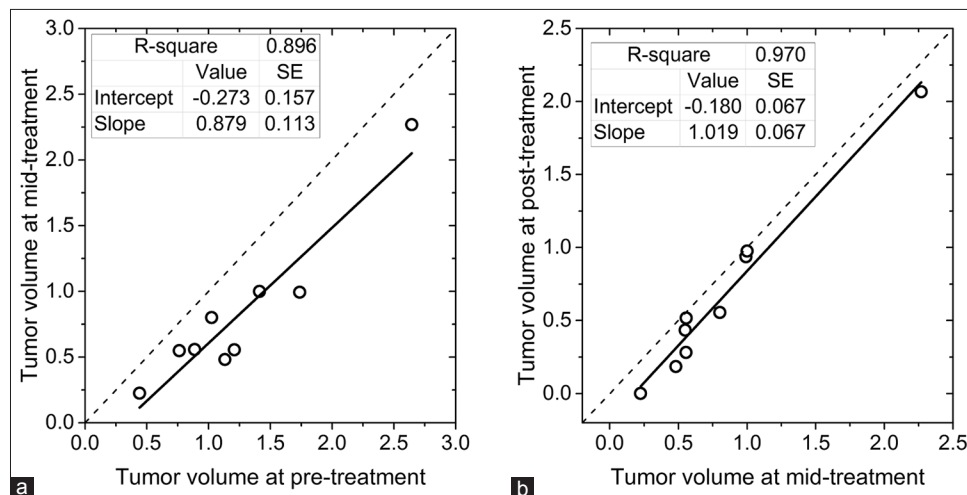 R-square 0.896
Value SE
Intercept -0.273 0.157
Slope 0.879 0.113
Tumor volume at mid-treatment
3.0
2.5
2.0
1.5
1.0
0.5
0.0
0.0 0.5 1.0 1.5 2.0 2.5 3.0
Tumor volume at pre-treatment
a
R-square 0.970
Value SE
Intercept -0.180 0.067
Slope 1.019 0.067
Tumor volume at post-treatment
2.5
2.0
1.5
1.0
0.5
0.0
0.0 0.5 1.0 1.5 2.0 2.5
Tumor volume at mid-treatment
b